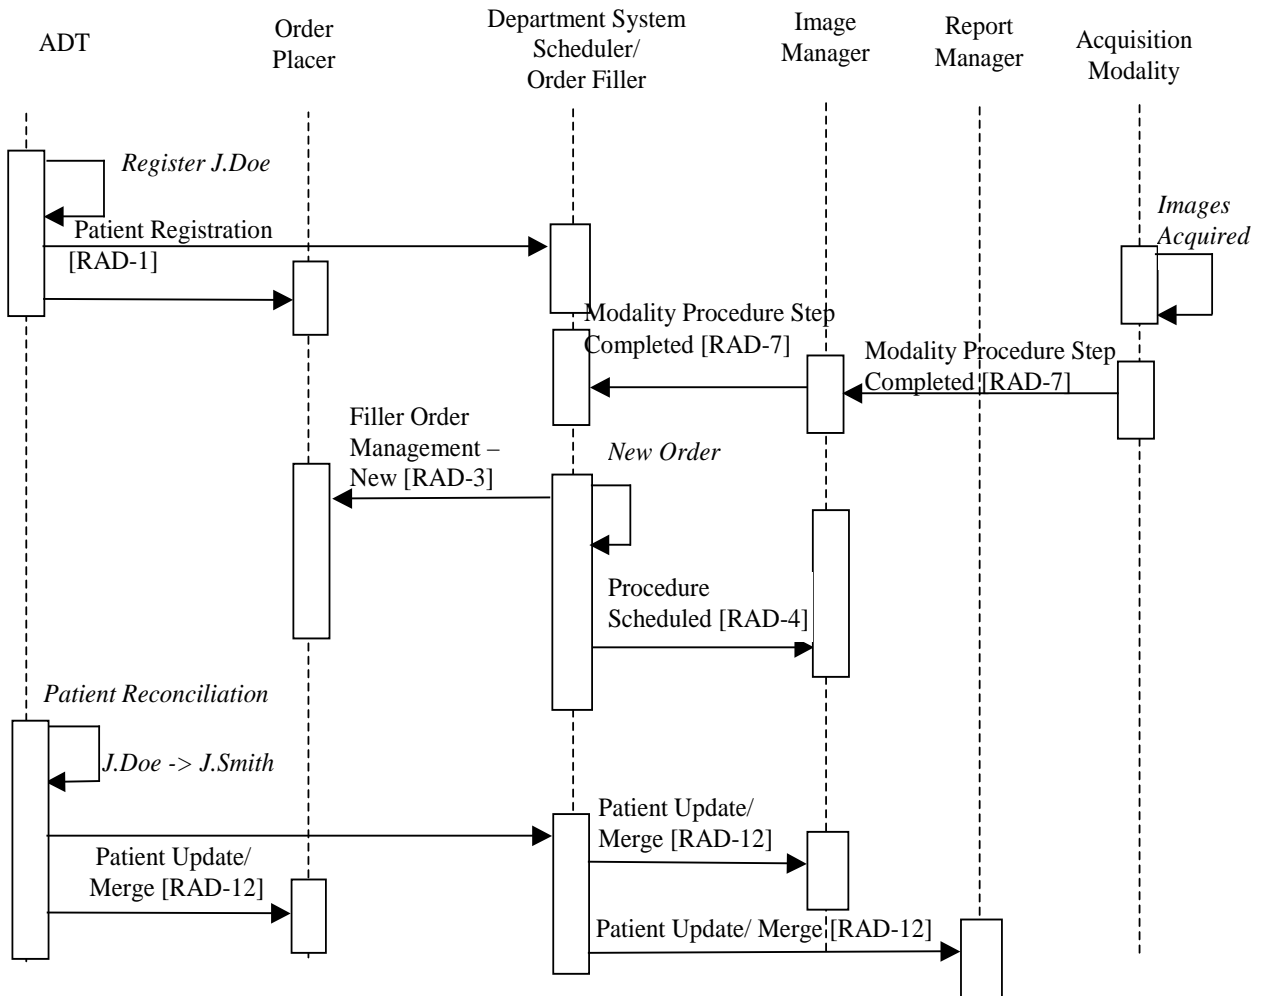 ADT
Order
Placer
Department System
Scheduler/
Order Filler
Image
Manager
Report
Manager
Acquisition
Modality
Register J.Doe
Images
Acquired
Patient Registration
[RAD-1]
Modality Procedure Step
Completed [RAD-7]
Modality Procedure Step
Completed [RAD-7]
Filler Order
Management –
New [RAD-3]
New Order
Procedure
Scheduled [RAD-4]
Patient Reconciliation
J.Doe -> J.Smith
Patient Update/
Merge [RAD-12]
Patient Update/
Merge [RAD-12]
Patient Update/ Merge [RAD-12]